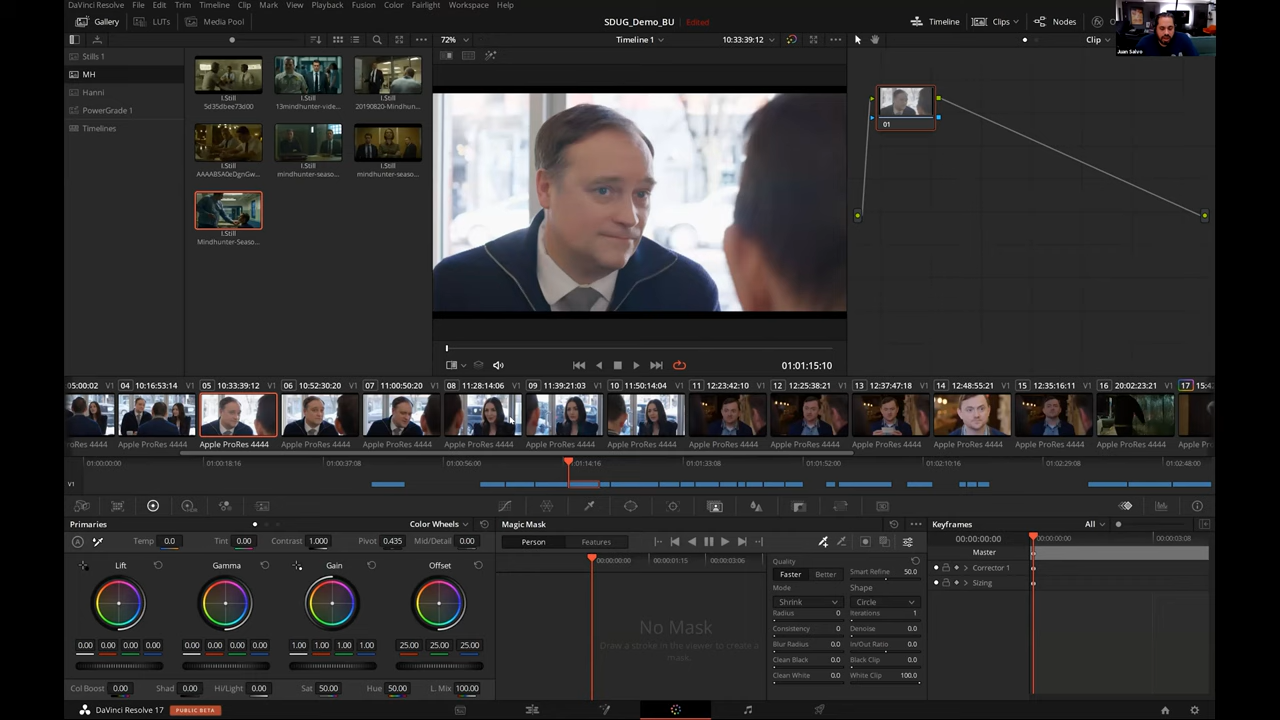 DaVinci Resolve File Edit Trim Timeline Clip Mark View Playback Fusion Color Fairlight Workspace Help
Gallery LUTs Media Pool SDUG_Demo_BU Edited Timeline Clips Nodes
72% Timeline 1 10:33:39:12 Clip
Juan Salvo
Stills 1
MH
Hanni
PowerGrade 1
Timelines
I.Still I.Still I.Still
5d35dbee73d00 13mindhunter-vide... 20190820-Mindhun...
I.Still I.Still I.Still
AAAABSA0eDgnGw... mindhunter-seaso... mindhunter-seaso...
I.Still
Mindhunter-Seaso...
01
01:01:15:10
05:00:02 V1 04 10:16:53:14 V1 05 10:33:39:12 V1 06 10:52:30:20 V1 07 11:00:50:20 V1 08 11:28:14:06 V1 09 11:39:21:03 V1 10 11:50:14:04 V1 11 12:23:42:10 V1 12 12:25:38:21 V1 13 12:37:47:18 V1 14 12:48:55:21 V1 15 12:35:16:11 V1 16 20:02:23:21 V1 17 15:4
roRes 4444 Apple ProRes 4444 Apple ProRes 4444 Apple ProRes 4444 Apple ProRes 4444 Apple ProRes 4444 Apple ProRes 4444 Apple ProRes 4444 Apple ProRes 4444 Apple ProRes 4444 Apple ProRes 4444 Apple ProRes 4444 Apple ProRes 4444 Apple ProRes 4444 Apple
01:00:00:00 01:00:18:16 01:00:37:08 01:00:56:00 01:14:16 01:01:33:08 01:01:52:00 01:02:10:16 01:02:29:08 01:02:48:00
V1
Primaries Color Wheels Magic Mask Keyframes All
Temp 0.0 Tint 0.00 Contrast 1.000 Pivot 0.435 Mid/Detail 0.00
Person Features
00:00:00:00 00:00:00:00 00:00:03:08
Master
Lift Gamma Gain Offset
00:00:00:00 00:00:01:15 00:00:03:06
Quality
Faster Better Smart Refine 50.0
Mode Shape
Shrink Circle
Radius 0 Iterations 1
Consistency 0 Denoise 0.0
Blur Radius 0.0 In/Out Ratio 0.0
Clean Black 0.0 Black Clip 0.0
Clean White 0.0 White Clip 100.0
Corrector 1
Sizing
No Mask
Draw a stroke in the viewer to create a mask.
0.00 0.00 0.00 0.00 0.00 0.00 0.00 0.00 1.00 1.00 1.00 1.00 25.00 25.00 25.00
Col Boost 0.00 Shad 0.00 Hi/Light 0.00 Sat 50.00 Hue 50.00 L. Mix 100.00
DaVinci Resolve 17 PUBLIC BETA